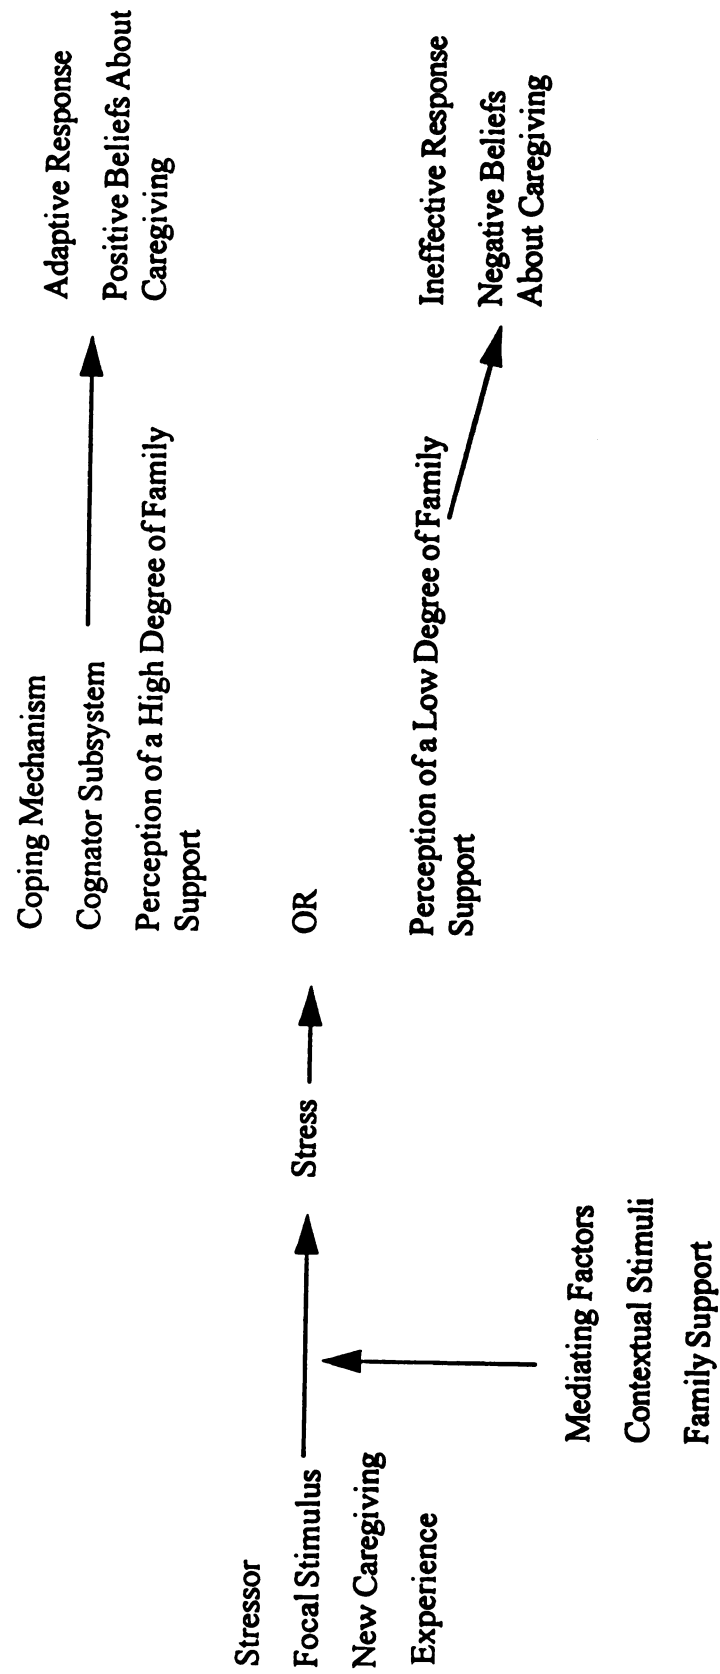 Stressor
Focal Stimulus
New Caregiving
Experience
Mediating Factors
Contextual Stimuli
Family Support
Stress
Coping Mechanism
Cognator Subsystem
Perception of a High Degree of Family
Support
OR
Perception of a Low Degree of Family
Support
Adaptive Response
Positive Beliefs About
Caregiving
Ineffective Response
Negative Beliefs
About Caregiving